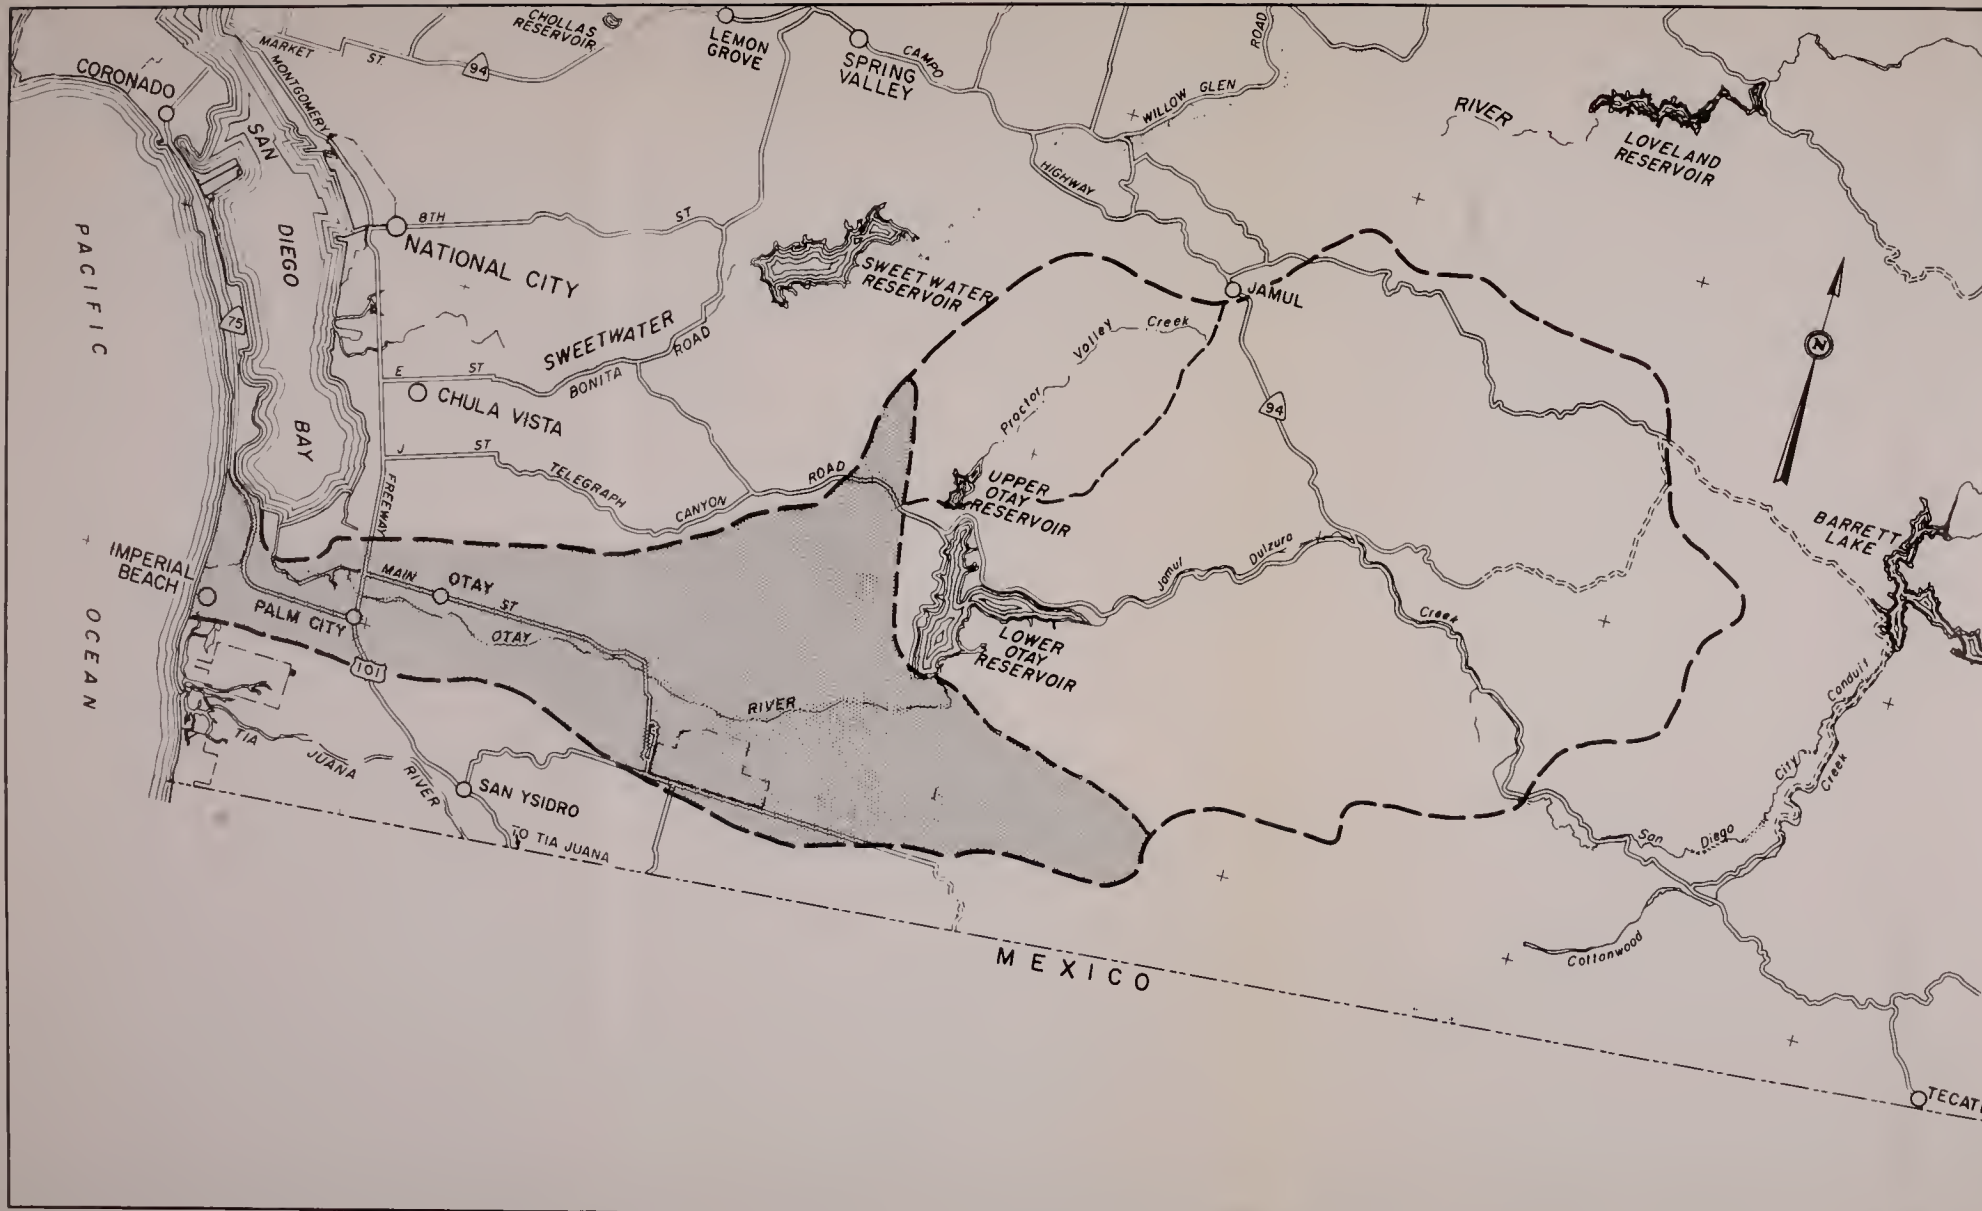 CHOLLAS
RESERVOIR
LEMON
GROVE
SPRING
VALLEY
CAMPO
ROAD
WILLOW GLEN
RIVER
LOVELAND
RESERVOIR
MARKET ST.
94
CORONADO
MONTGOMERY
SAN
DIEGO
BAY
HIGHWAY
8TH ST
NATIONAL CITY
SWEETWATER
RESERVOIR
JAMUL
PACIFIC
OCEAN
75
SWEETWATER
E ST
BONITA ROAD
CHULA VISTA
Proctor Valley Creek
94
N
J ST
TELEGRAPH
CANYON
ROAD
FREEWAY
UPPER
OTAY
RESERVOIR
BARRETT
LAKE
IMPERIAL
BEACH
MAIN ST
OTAY
PALM CITY
OTAY
RIVER
Jamul Dulzura
Creek
LOWER
OTAY
RESERVOIR
101
Conduit
City
Creek
TIA
JUANA
RIVER
SAN YSIDRO
TO TIA JUANA
San Diego
Cottonwood
MEXICO
TECAT